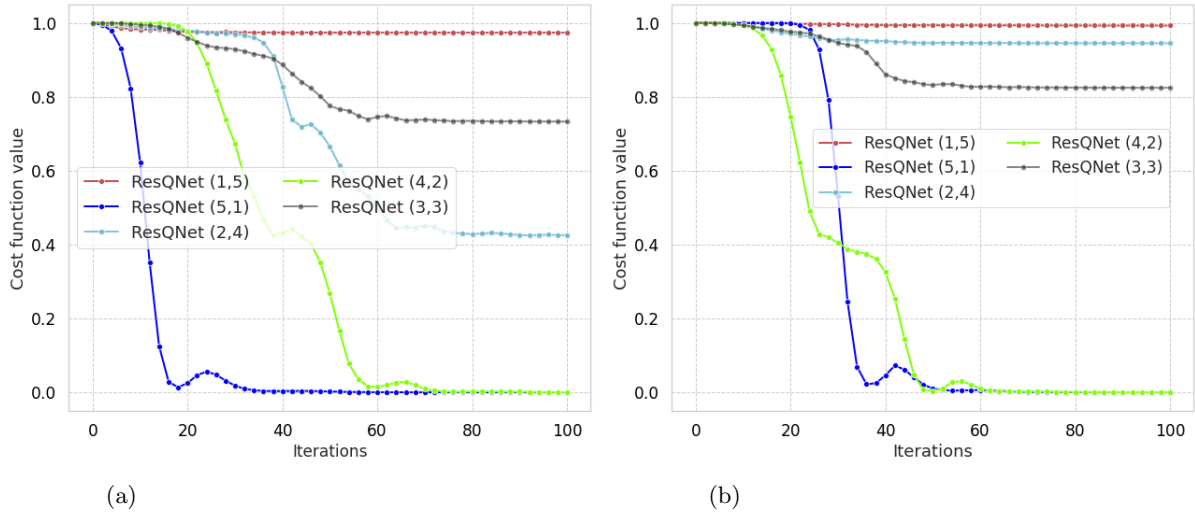 1.0
0.8
0.6
0.4
0.2
0.0
Cost function value
ResQNet (1,5)
ResQNet (5,1)
ResQNet (2,4)
ResQNet (4,2)
ResQNet (3,3)
0 20 40 60 80 100
Iterations
(a)
1.0
0.8
0.6
0.4
0.2
0.0
Cost function value
ResQNet (1,5)
ResQNet (5,1)
ResQNet (2,4)
ResQNet (4,2)
ResQNet (3,3)
0 20 40 60 80 100
Iterations
(b)